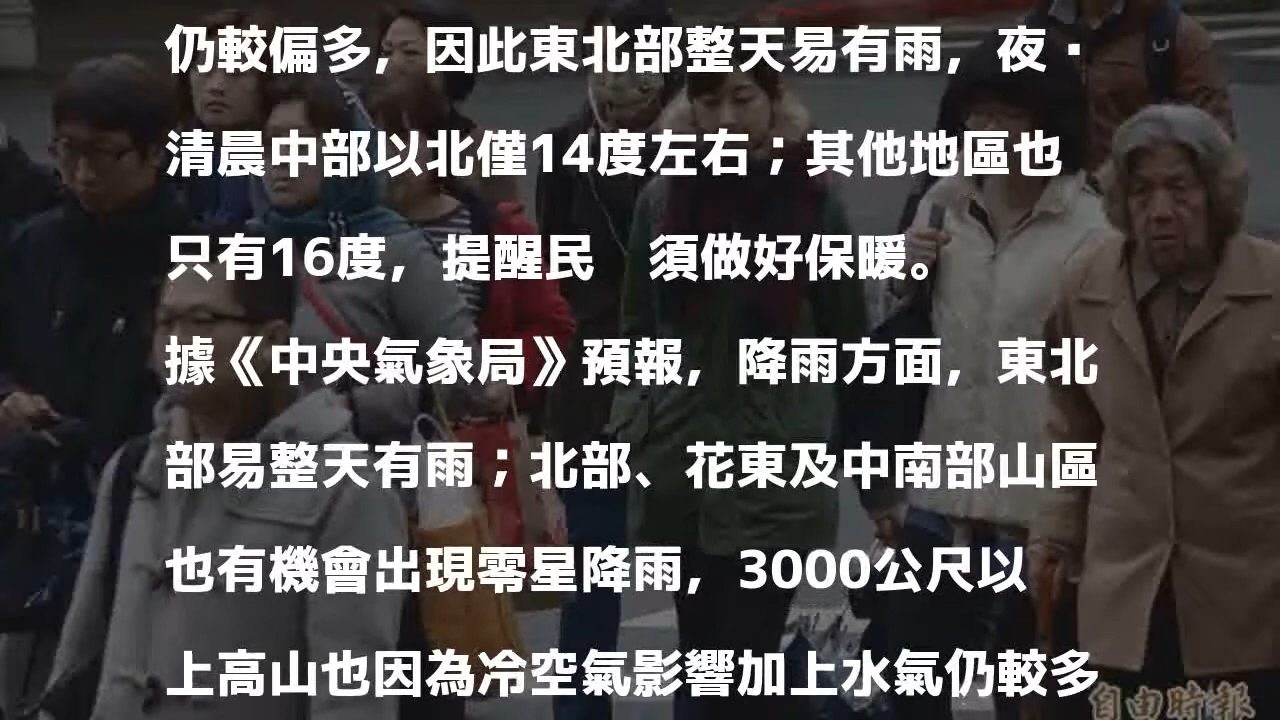 仍較偏多，因此東北部整天易有雨，夜·
清晨中部以北僅14度左右；其他地區也
只有16度，提醒民　須做好保暖。
據《中央氣象局》預報，降雨方面，東北
部易整天有雨；北部、花東及中南部山區
也有機會出現零星降雨，3000公尺以
上高山也因為冷空氣影響加上水氣仍較多
自由時報